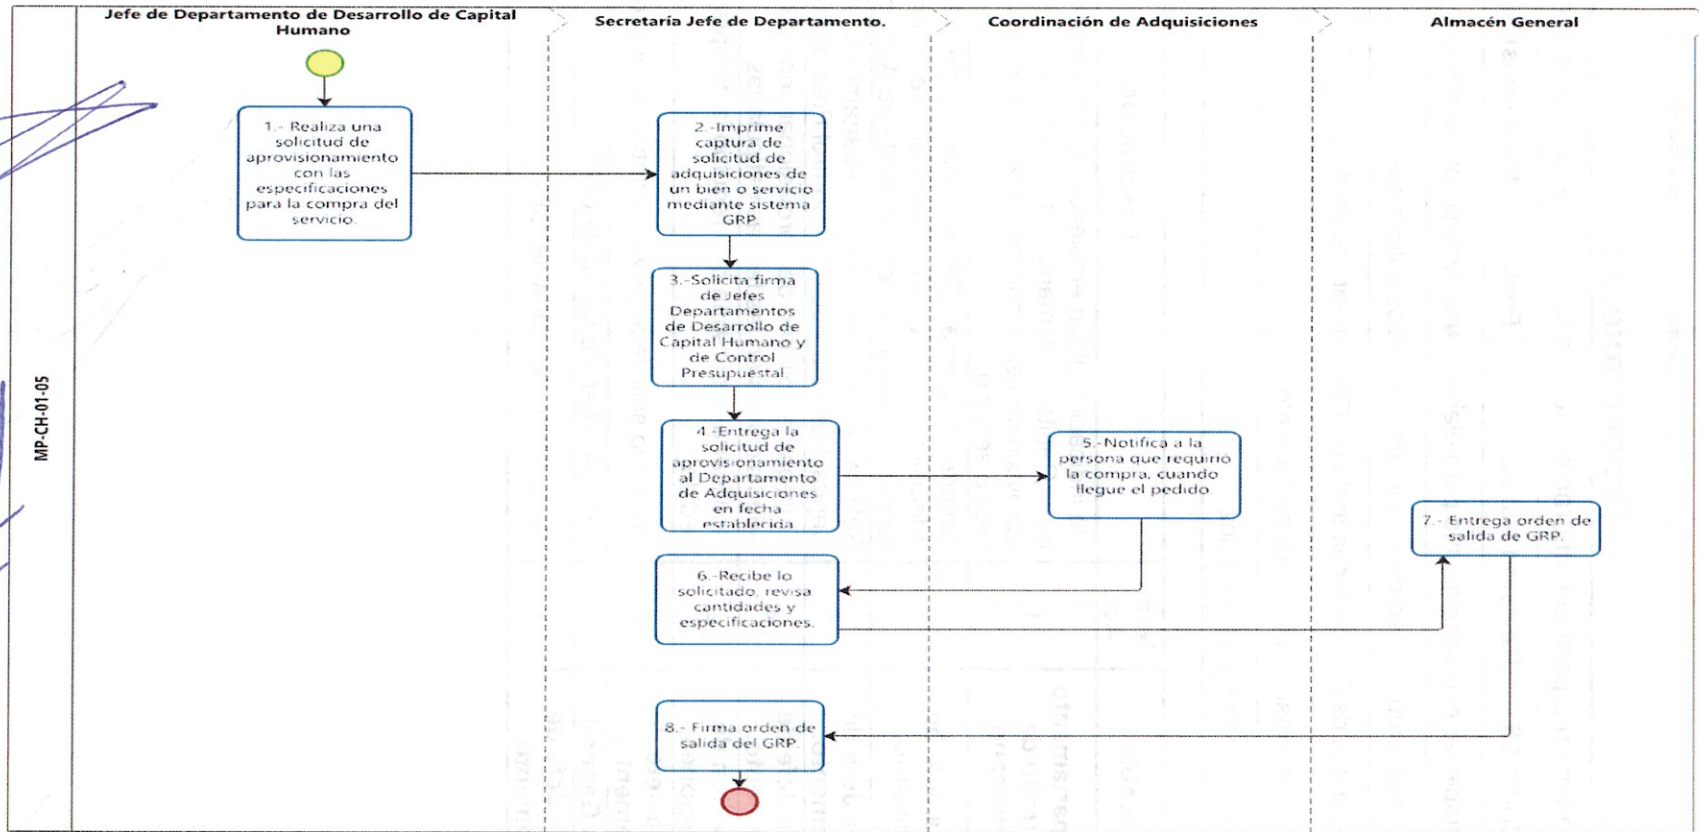 Jefe de Departamento de Desarrollo de Capital
Humano
Secretaría Jefe de Departamento.
Coordinación de Adquisiciones
Almacén General
MP-CH-01-05
1.- Realiza una
solicitud de
aprovisionamiento
con las
especificaciones
para la compra del
servicio.
2.-Imprime
captura de
solicitud de
adquisiciones de
un bien o servicio
mediante sistema
GRP.
3.-Solicita firma
de Jefes
Departamentos
de Desarrollo de
Capital Humano y
de Control
Presupuestal
4.-Entrega la
solicitud de
aprovisionamiento
al Departamento
de Adquisiciones
en fecha
establecida
5.-Notifica a la
persona que requirió
la compra, cuando
llegue el pedido
6.-Recibe lo
solicitado, revisa
cantidades y
especificaciones.
7.- Entrega orden de
salida de GRP.
8.- Firma orden de
salida del GRP.